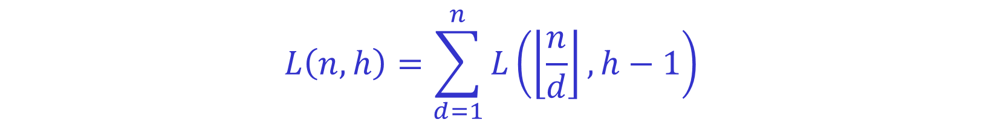 L(n, h) = \sum_{d=1}^{n} L\left(\left\lfloor \frac{n}{d} \right\rfloor, h - 1\right)